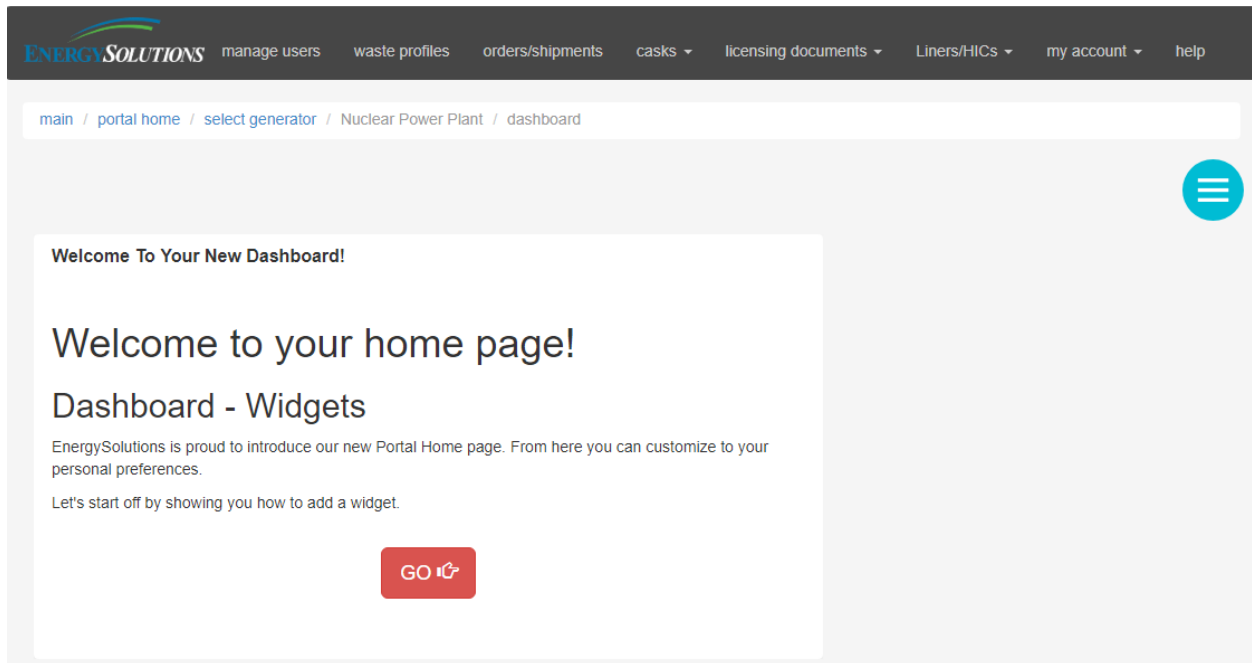 ENERGYSOLUTIONS manage users waste profiles orders/shipments casks licensing documents Liners/HICs my account help
main / portal home / select generator / Nuclear Power Plant / dashboard
Welcome To Your New Dashboard!
Welcome to your home page!
Dashboard - Widgets
EnergySolutions is proud to introduce our new Portal Home page. From here you can customize to your
personal preferences.
Let's start off by showing you how to add a widget.
GO